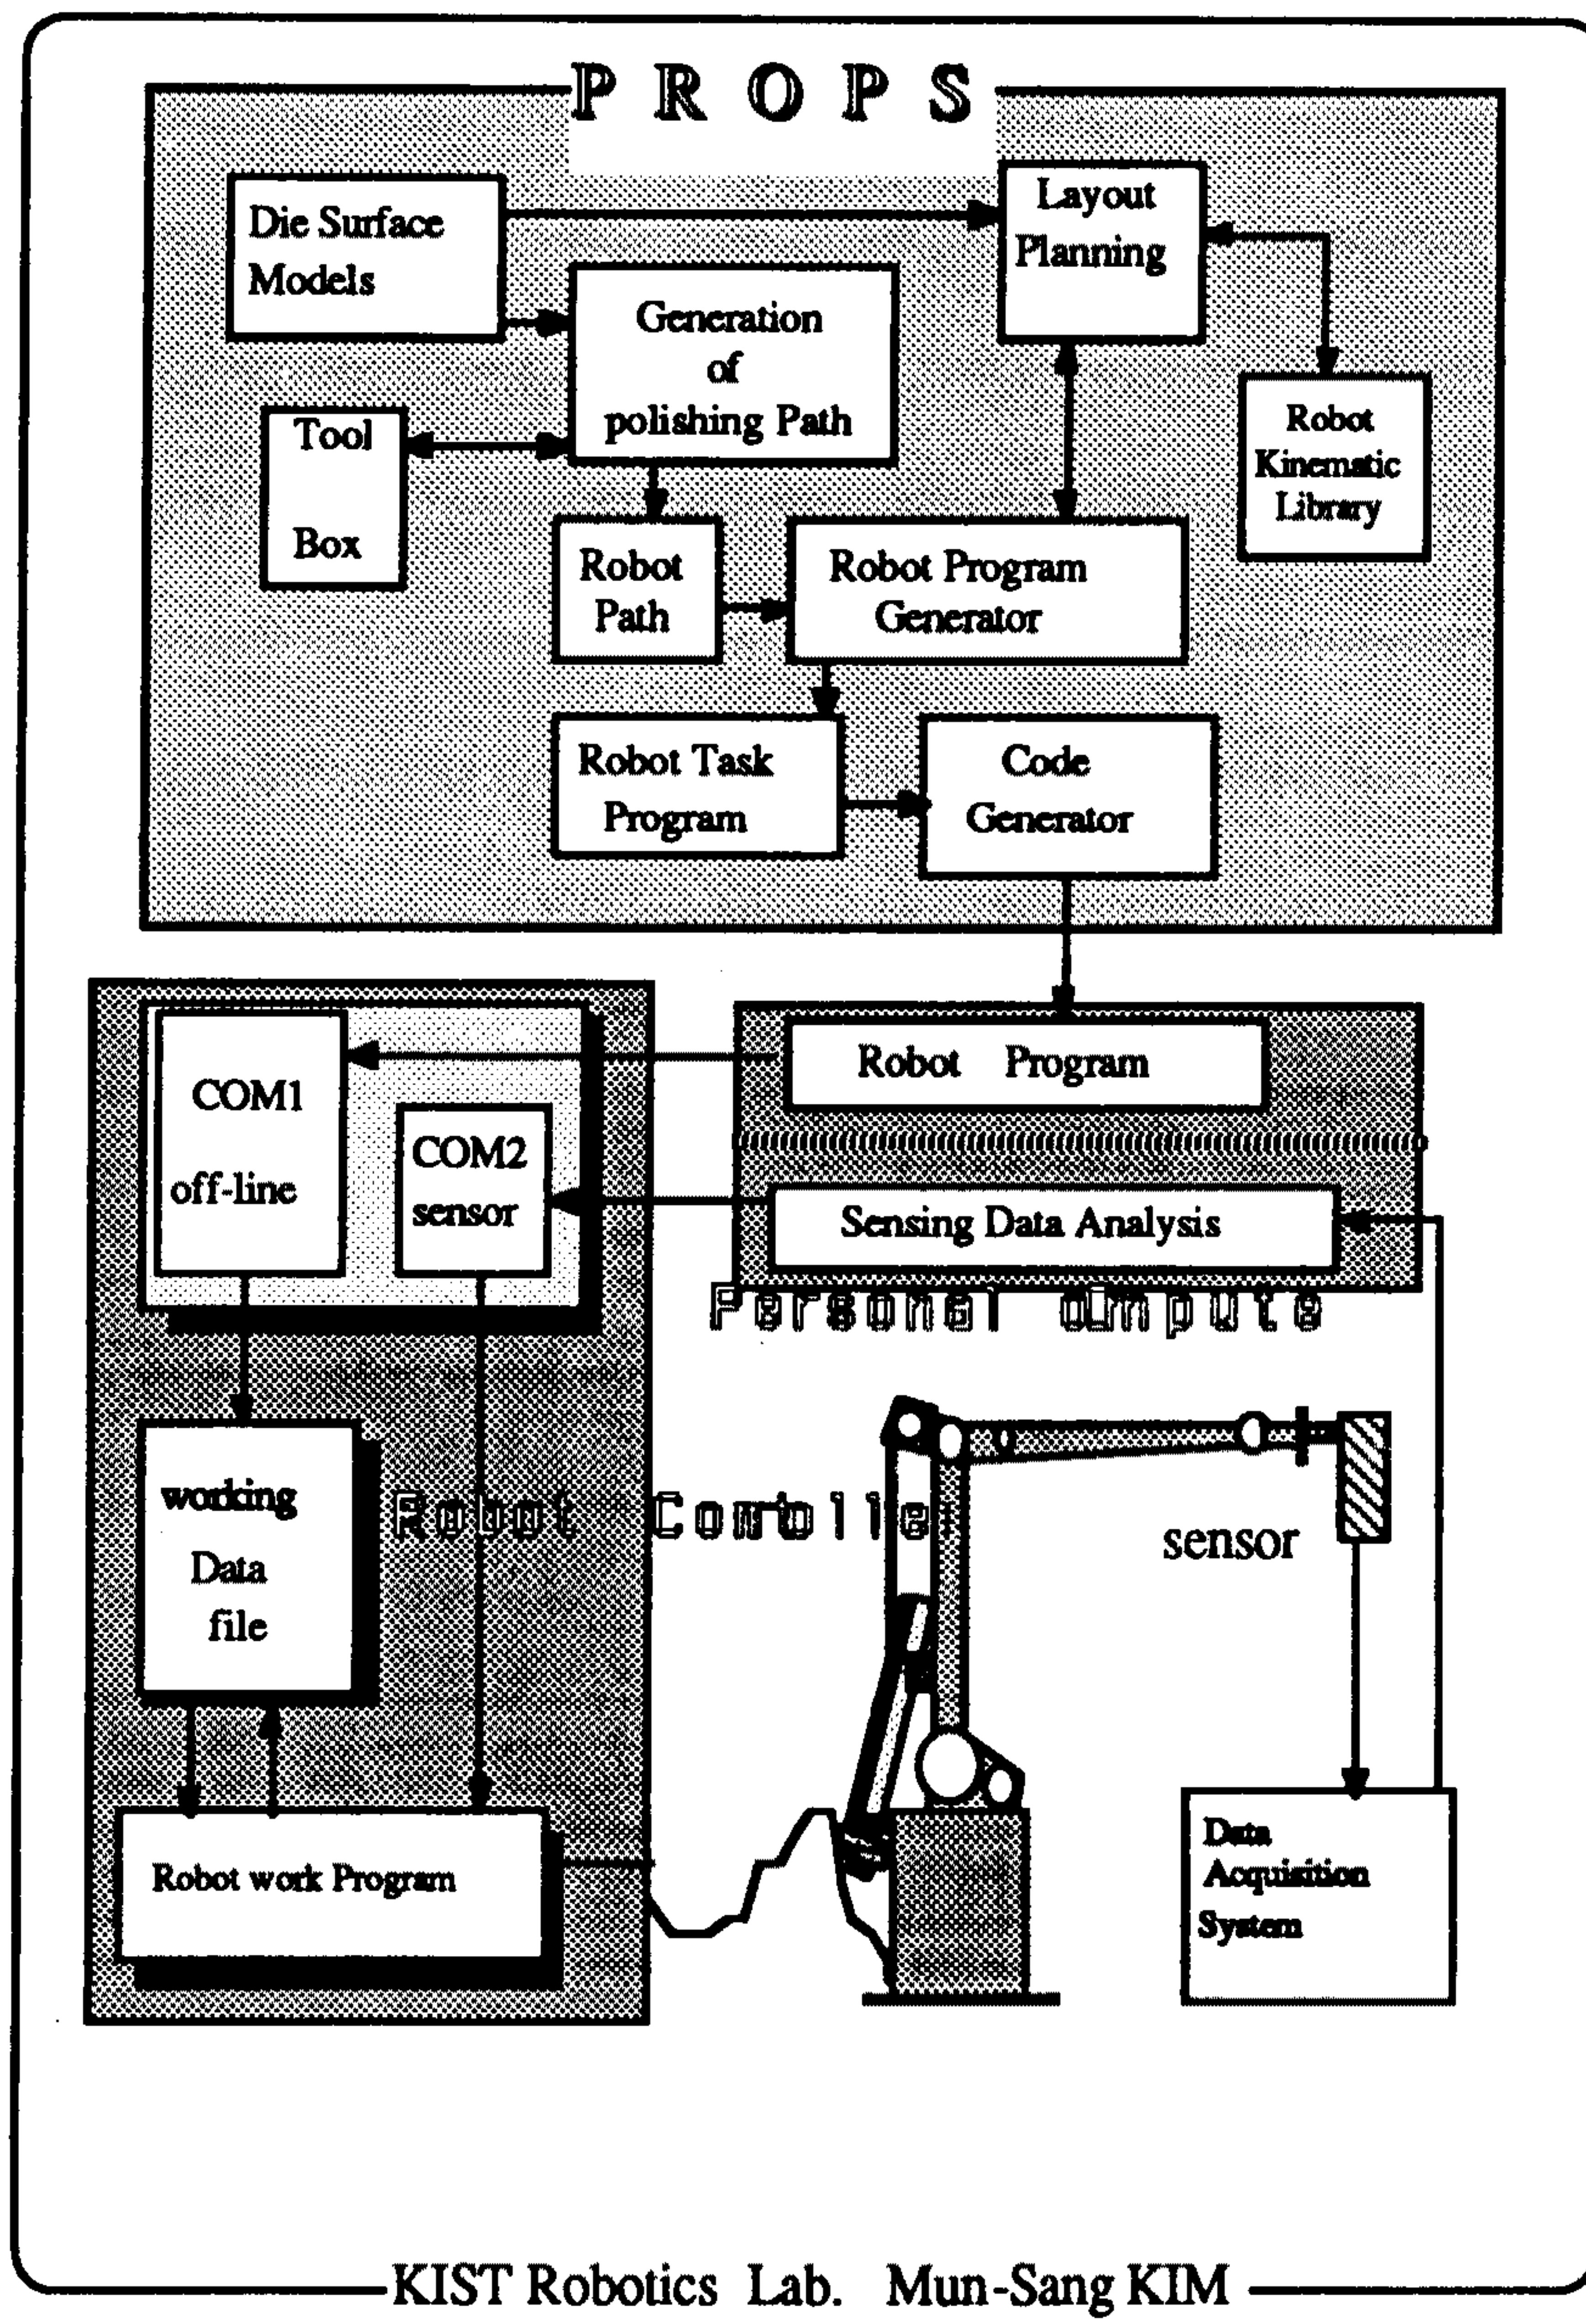 P R O P S
Die Surface
Models
Layout
Planning
Generation
of
polishing Path
Tool
Box
Robot
Kinematic
Library
Robot
Path
Robot Program
Generator
Robot Task
Program
Code
Generator
COM1
off-line
COM2
sensor
Robot Program
Sensing Data Analysis
Personal
working
Data
file
Robot
sensor
Robot work Program
Data
Acquisition
System
KIST Robotics Lab. Mun-Sang KIM